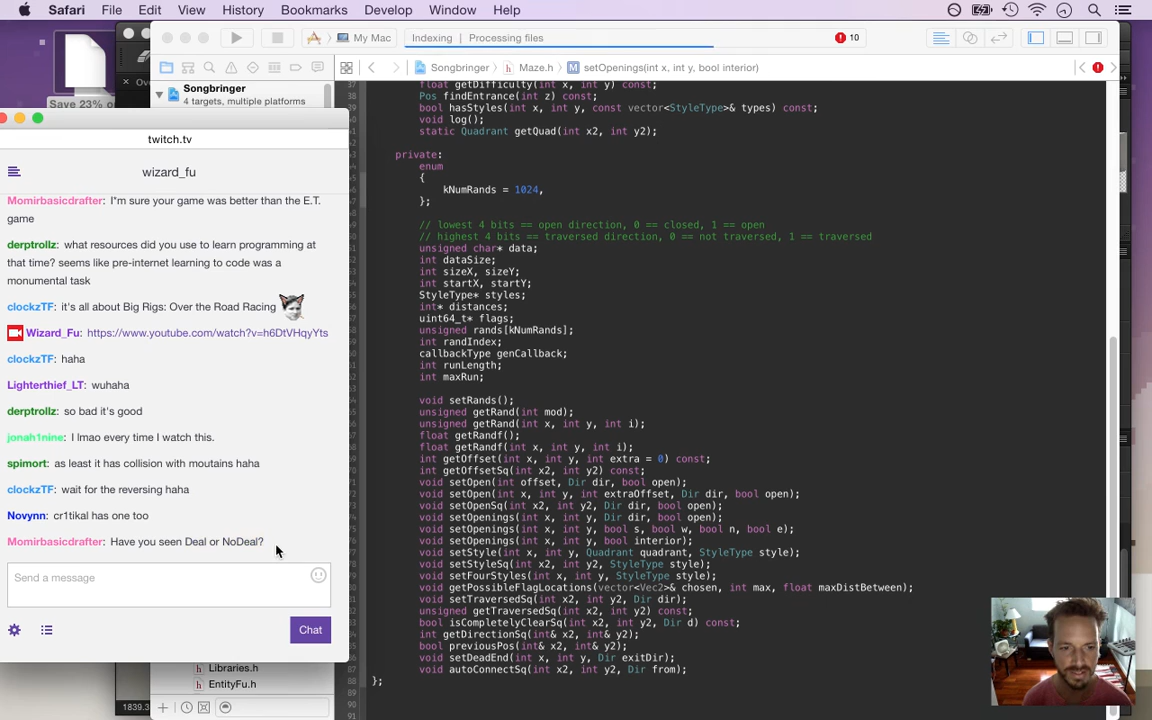 Safari File Edit View History Bookmarks Develop Window Help
My Mac
Indexing | Processing files
10
Songbringer Maze.h M setOpenings(int x, int y, bool interior)
Songbringer
4 targets, multiple platforms
Save 23%
twitch.tv
wizard_fu
Momirbasicdrafter: I"m sure your game was better than the E.T.
game
derptrollz: what resources did you use to learn programming at
that time? seems like pre-internet learning to code was a
monumental task
clockzTF: it's all about Big Rigs: Over the Road Racing
Wizard_Fu: https://www.youtube.com/watch?v=h6DtVHqyYts
clockzTF: haha
Lighterthief_LT: wuhaha
derptrollz: so bad it's good
jonah1nine: I lmao every time I watch this.
spimort: as least it has collision with moutains haha
clockzTF: wait for the reversing haha
Novynn: cr1tikal has one too
Momirbasicdrafter: Have you seen Deal or NoDeal?
Send a message
Chat
Libraries.h
EntityFu.h
1839.3
float getDifficulty(int x, int y) const;
Pos findEntrance(int z) const;
bool hasStyles(int x, int y, const vector<StyleType>& types) const;
void log();
static Quadrant getQuad(int x2, int y2);
private:
enum
{
kNumRands = 1024,
};
// lowest 4 bits == open direction, 0 == closed, 1 == open
// highest 4 bits == traversed direction, 0 == not traversed, 1 == traversed
unsigned char* data;
int dataSize;
int sizeX, sizeY;
int startX, startY;
StyleType* styles;
int* distances;
uint64_t* flags;
unsigned rands[kNumRands];
int randIndex;
callbackType genCallback;
int runLength;
int maxRun;
void setRands();
unsigned getRand(int mod);
unsigned getRand(int x, int y, int i);
float getRandf();
float getRandf(int x, int y, int i);
int getOffset(int x, int y, int extra = 0) const;
int getOffsetSq(int x2, int y2) const;
void setOpen(int offset, Dir dir, bool open);
void setOpen(int x, int y, int extraOffset, Dir dir, bool open);
void setOpenSq(int x2, int y2, Dir dir, bool open);
void setOpenings(int x, int y, Dir dir, bool open);
void setOpenings(int x, int y, bool s, bool w, bool n, bool e);
void setOpenings(int x, int y, bool interior);
void setStyle(int x, int y, Quadrant quadrant, StyleType style);
void setStyleSq(int x2, int y2, StyleType style);
void setFourStyles(int x, int y, StyleType style);
void getPossibleFlagLocations(vector<Vec2>& chosen, int max, float maxDistBetween);
void setTraversedSq(int x2, int y2, Dir dir);
unsigned getTraversedSq(int x2, int y2) const;
bool isCompletelyClearSq(int x2, int y2, Dir d) const;
int getDirectionSq(int& x2, int& y2);
bool previousPos(int& x2, int& y2);
void setDeadEnd(int x, int y, Dir exitDir);
void autoConnectSq(int x2, int y2, Dir from);
};